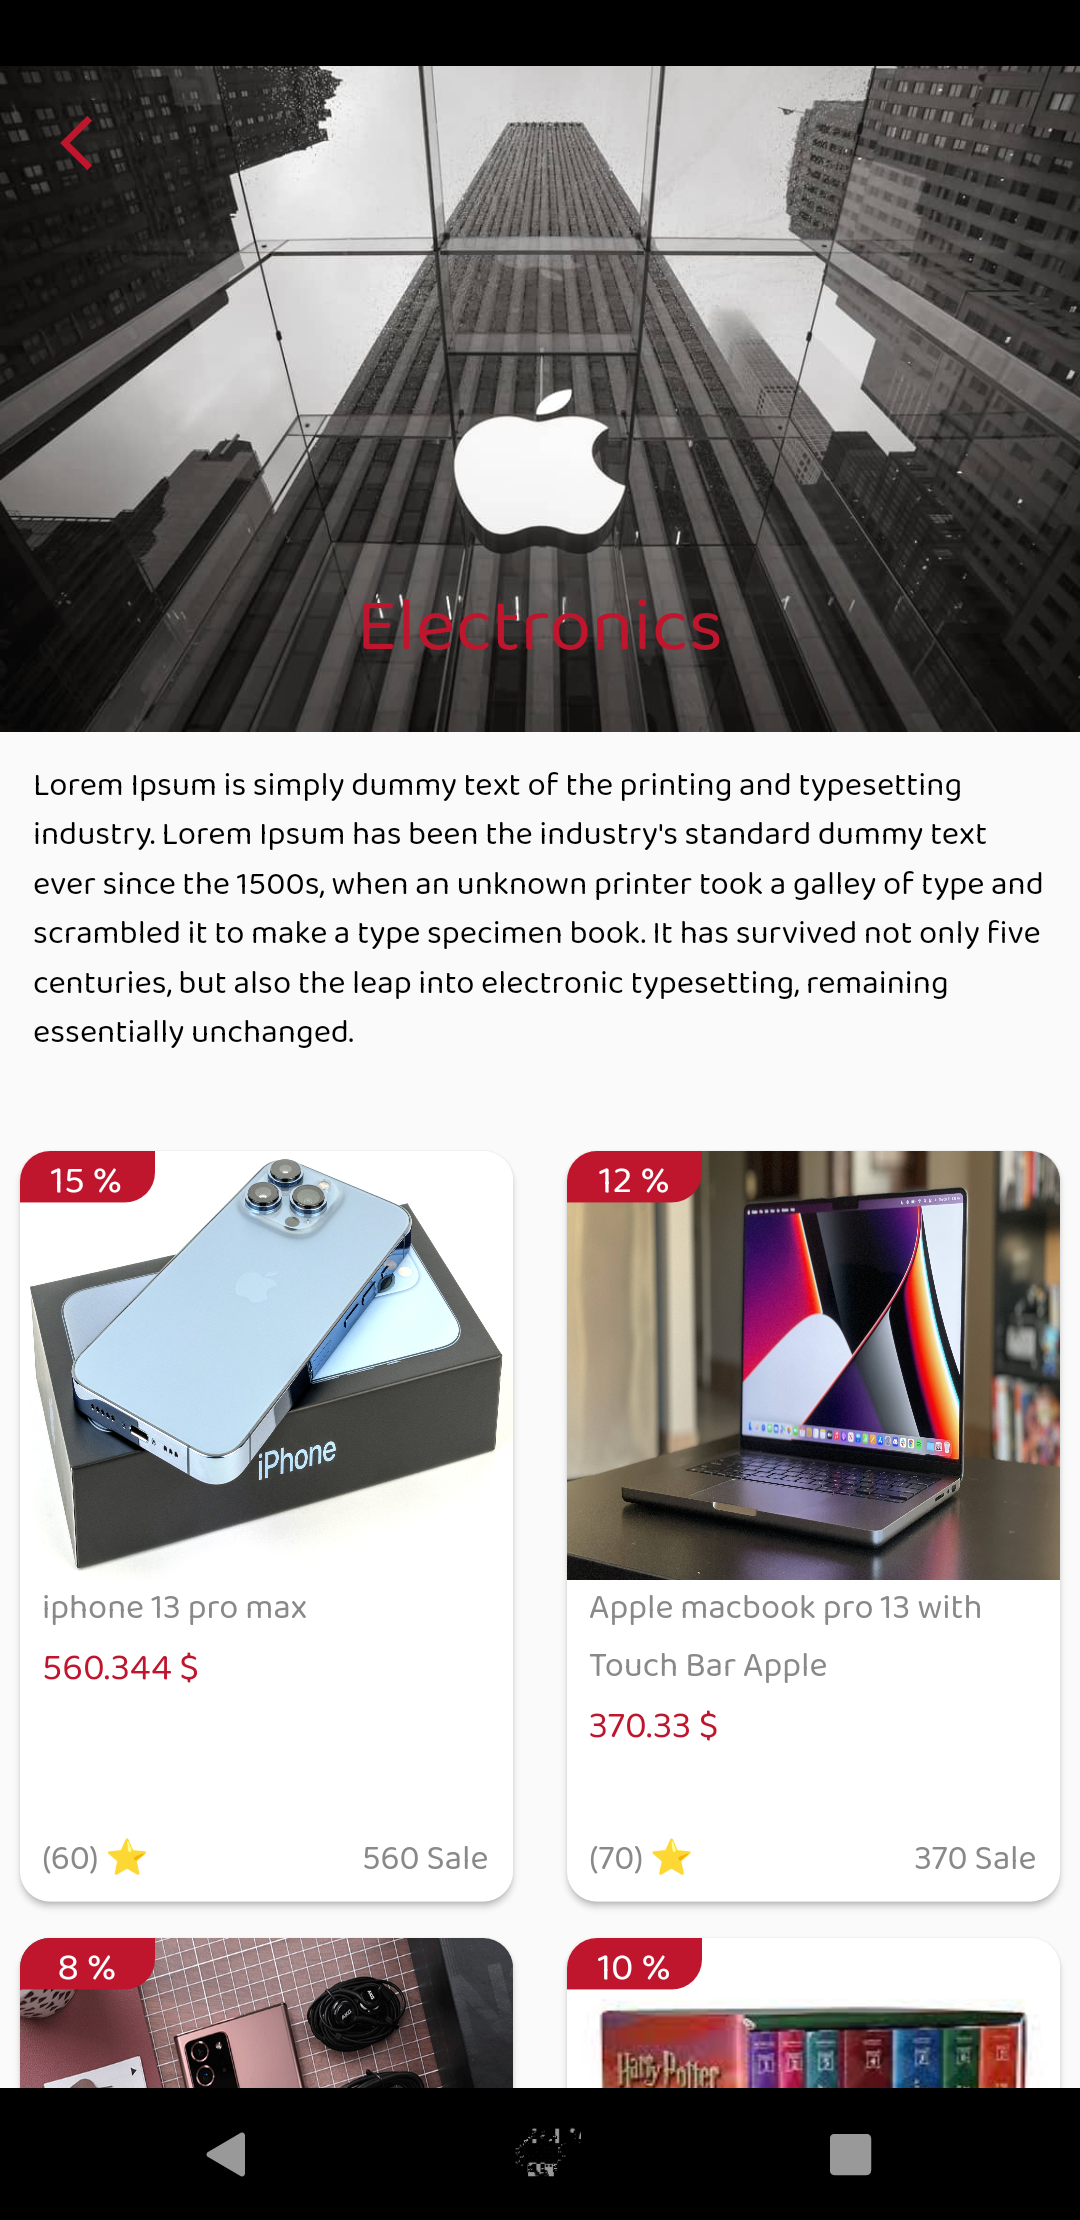 Electronics
Lorem Ipsum is simply dummy text of the printing and typesetting
industry. Lorem Ipsum has been the industry's standard dummy text
ever since the 1500s, when an unknown printer took a galley of type and
scrambled it to make a type specimen book. It has survived not only five
centuries, but also the leap into electronic typesetting, remaining
essentially unchanged.
15 %
iPhone
iphone 13 pro max
560.344 $
(60) ⭐ 560 Sale
12 %
Apple macbook pro 13 with
Touch Bar Apple
370.33 $
(70) ⭐ 370 Sale
8 %
AKG
10 %
Harry Potter